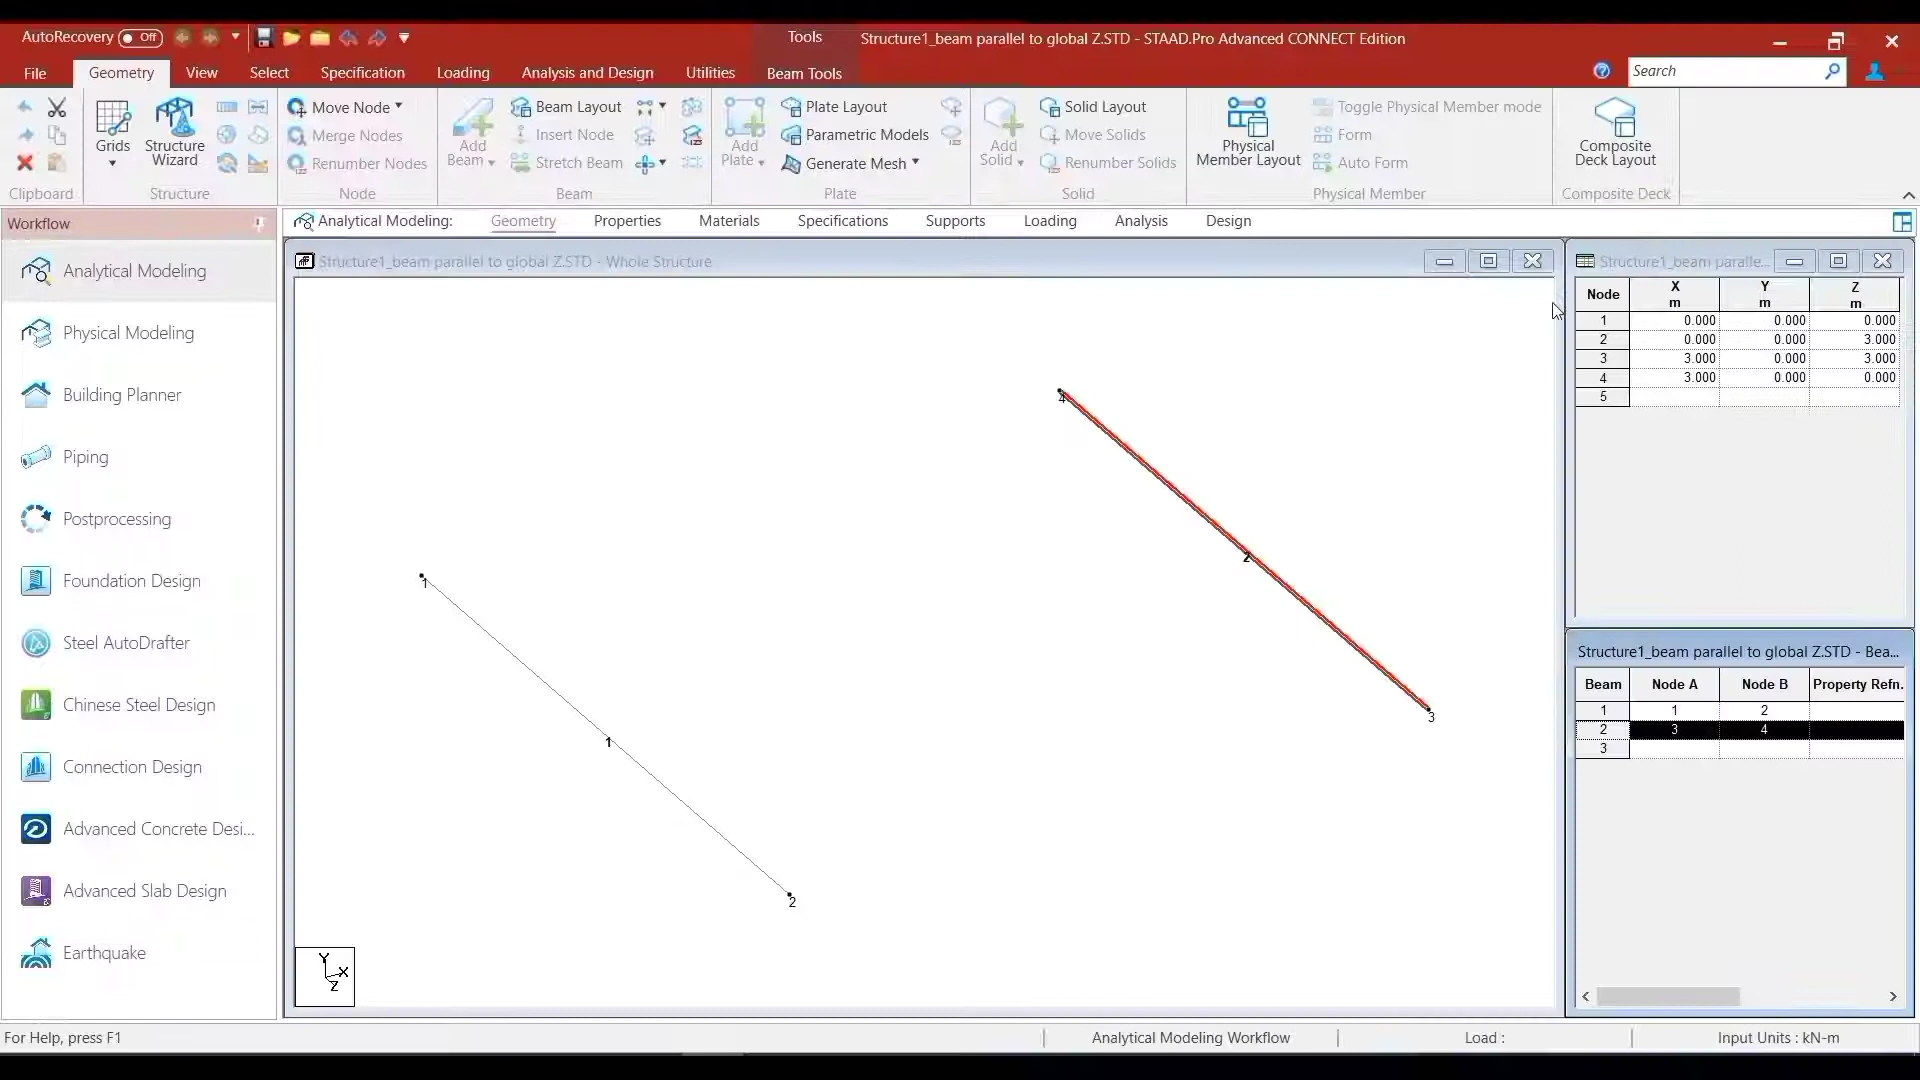 AutoRecovery Off
Tools
Structure1_beam parallel to global Z.STD - STAAD.Pro Advanced CONNECT Edition
File Geometry View Select Specification Loading Analysis and Design Utilities Beam Tools
Search
Grids
Structure Wizard
Move Node
Merge Nodes
Renumber Nodes
Add Beam
Beam Layout
Insert Node
Stretch Beam
Add Plate
Plate Layout
Parametric Models
Generate Mesh
Add Solid
Solid Layout
Move Solids
Renumber Solids
Physical Member Layout
Toggle Physical Member mode
Form
Auto Form
Composite Deck Layout
Clipboard Structure Node Beam Plate Solid Physical Member Composite Deck
Workflow
Analytical Modeling: Geometry Properties Materials Specifications Supports Loading Analysis Design
Analytical Modeling
Physical Modeling
Building Planner
Piping
Postprocessing
Foundation Design
Steel AutoDrafter
Chinese Steel Design
Connection Design
Advanced Concrete Desi...
Advanced Slab Design
Earthquake
Structure1_beam parallel to global Z.STD - Whole Structure
4
2
3
1
1
2
Y
X
Z
Structure1_beam paralle...
Node X m Y m Z m
1 0.000 0.000 0.000
2 0.000 0.000 3.000
3 3.000 0.000 3.000
4 3.000 0.000 0.000
5
Structure1_beam parallel to global Z.STD - Bea...
Beam Node A Node B Property Refn.
1 1 2
2 3 4
3
For Help, press F1
Analytical Modeling Workflow
Load :
Input Units : kN-m